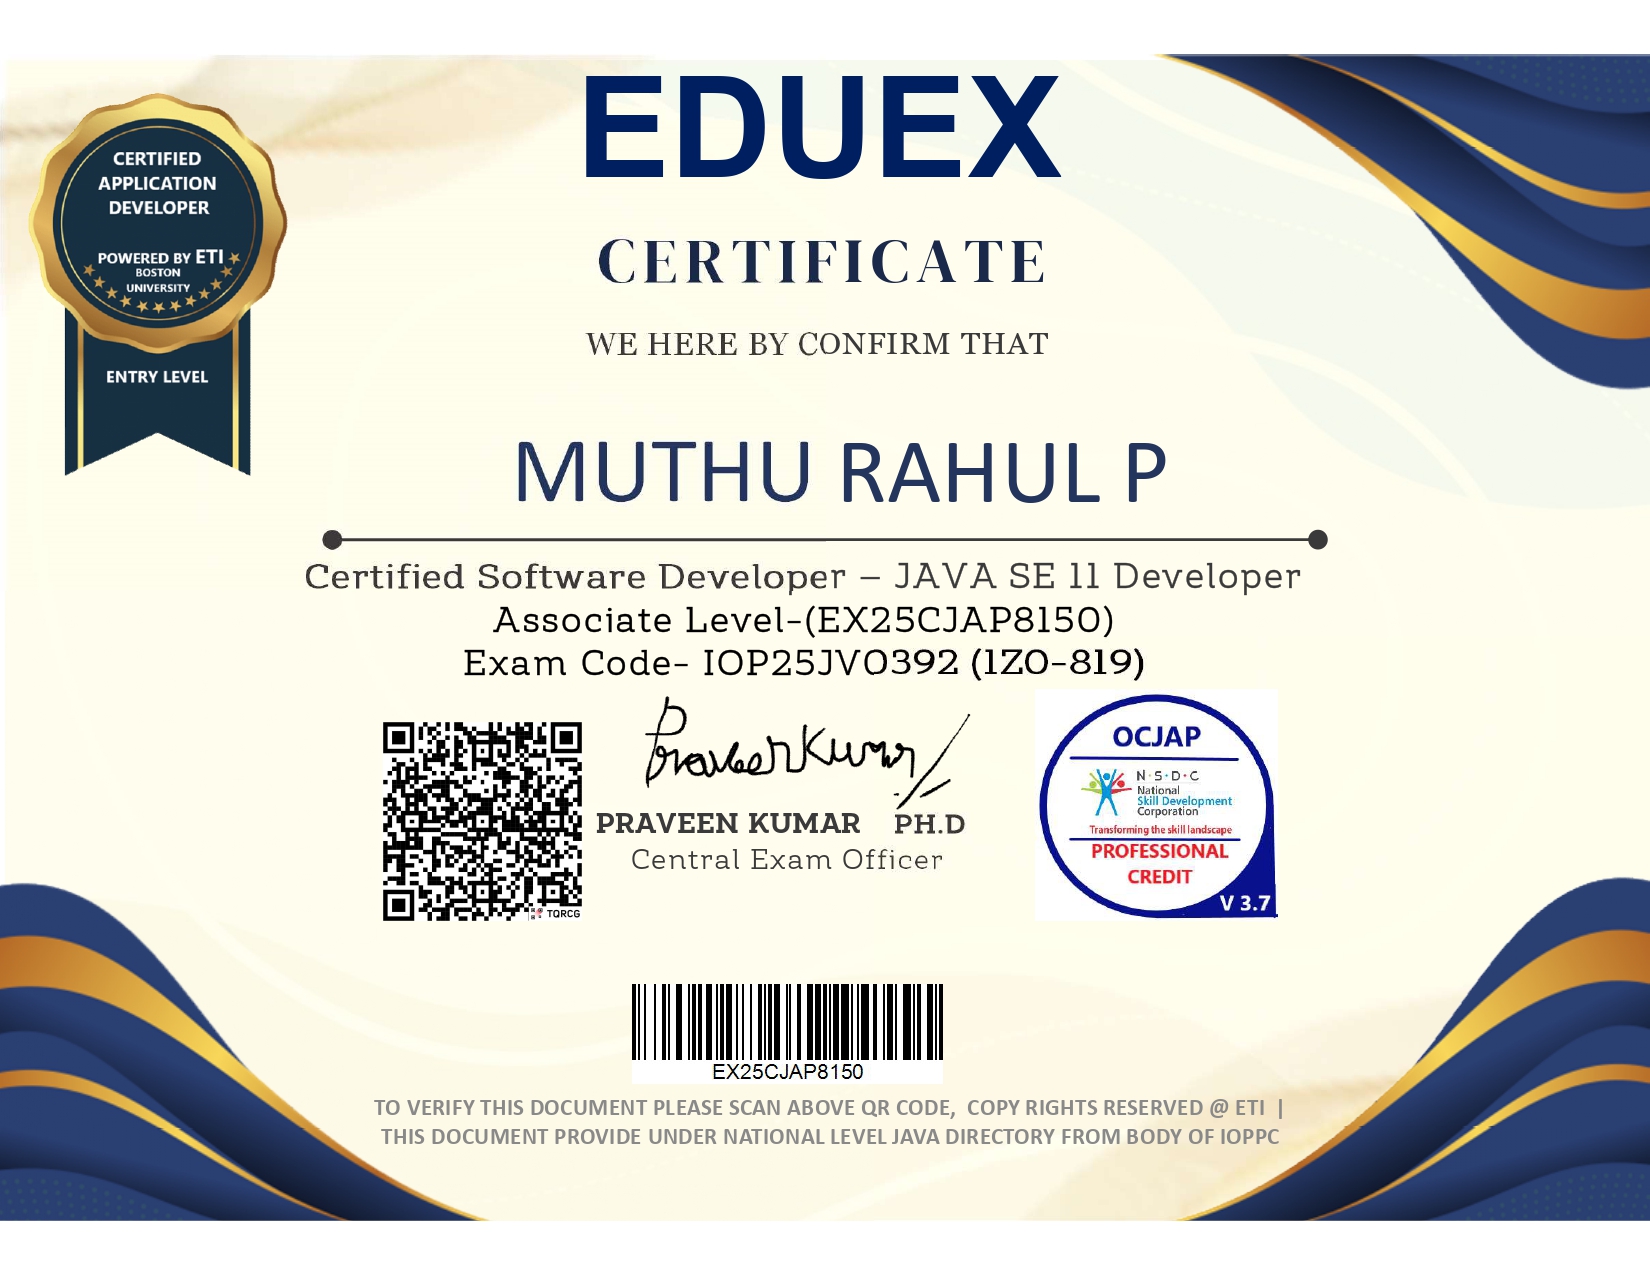 EDUEX
CERTIFIED
APPLICATION
DEVELOPER
POWERED BY ETI
BOSTON
UNIVERSITY
ENTRY LEVEL
CERTIFICATE
WE HERE BY CONFIRM THAT
MUTHU RAHUL P
Certified Software Developer – JAVA SE 11 Developer
Associate Level-(EX25CJAP8150)
Exam Code- IOP25JV0392 (1Z0-819)
TQRCG
Praveen Kumar
PRAVEEN KUMAR PH.D
Central Exam Officer
OCJAP
N·S·D·C
National
Skill Development
Corporation
Transforming the skill landscape
PROFESSIONAL
CREDIT
V 3.7
EX25CJAP8150
TO VERIFY THIS DOCUMENT PLEASE SCAN ABOVE QR CODE, COPY RIGHTS RESERVED @ ETI |
THIS DOCUMENT PROVIDE UNDER NATIONAL LEVEL JAVA DIRECTORY FROM BODY OF IOPPC